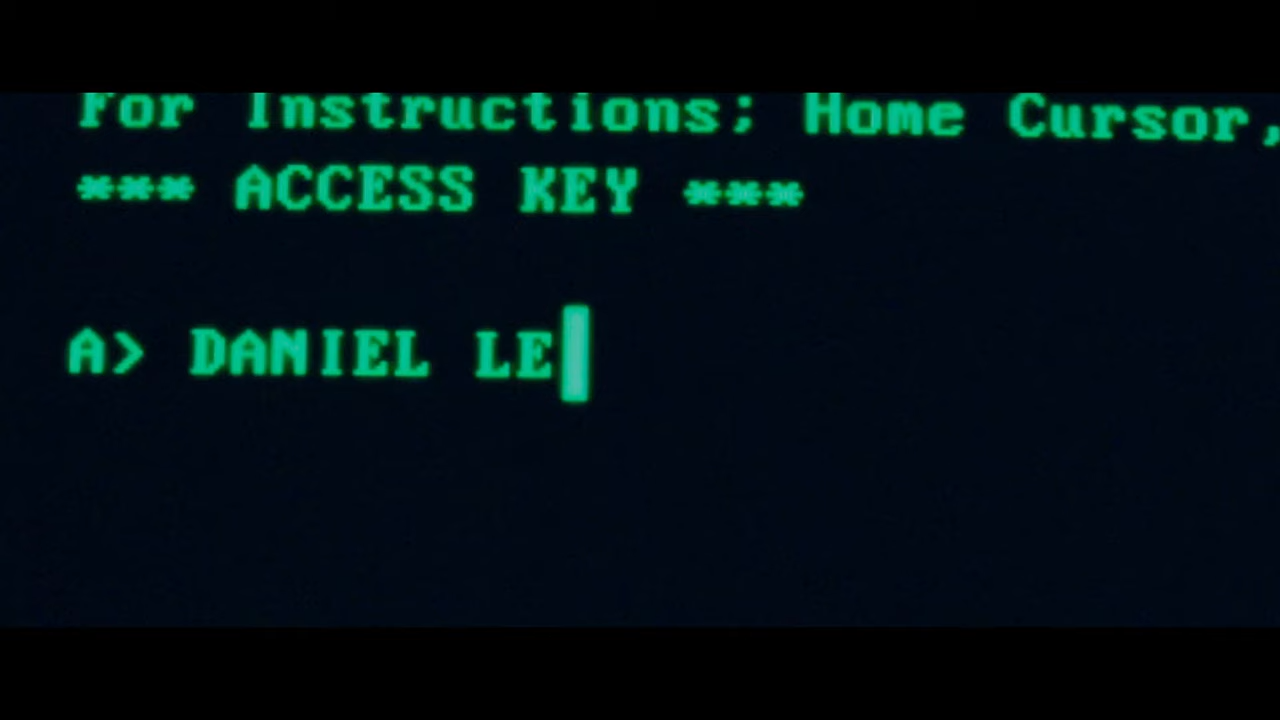 For Instructions; Home Cursor,
*** ACCESS KEY ***
A> DANIEL LE